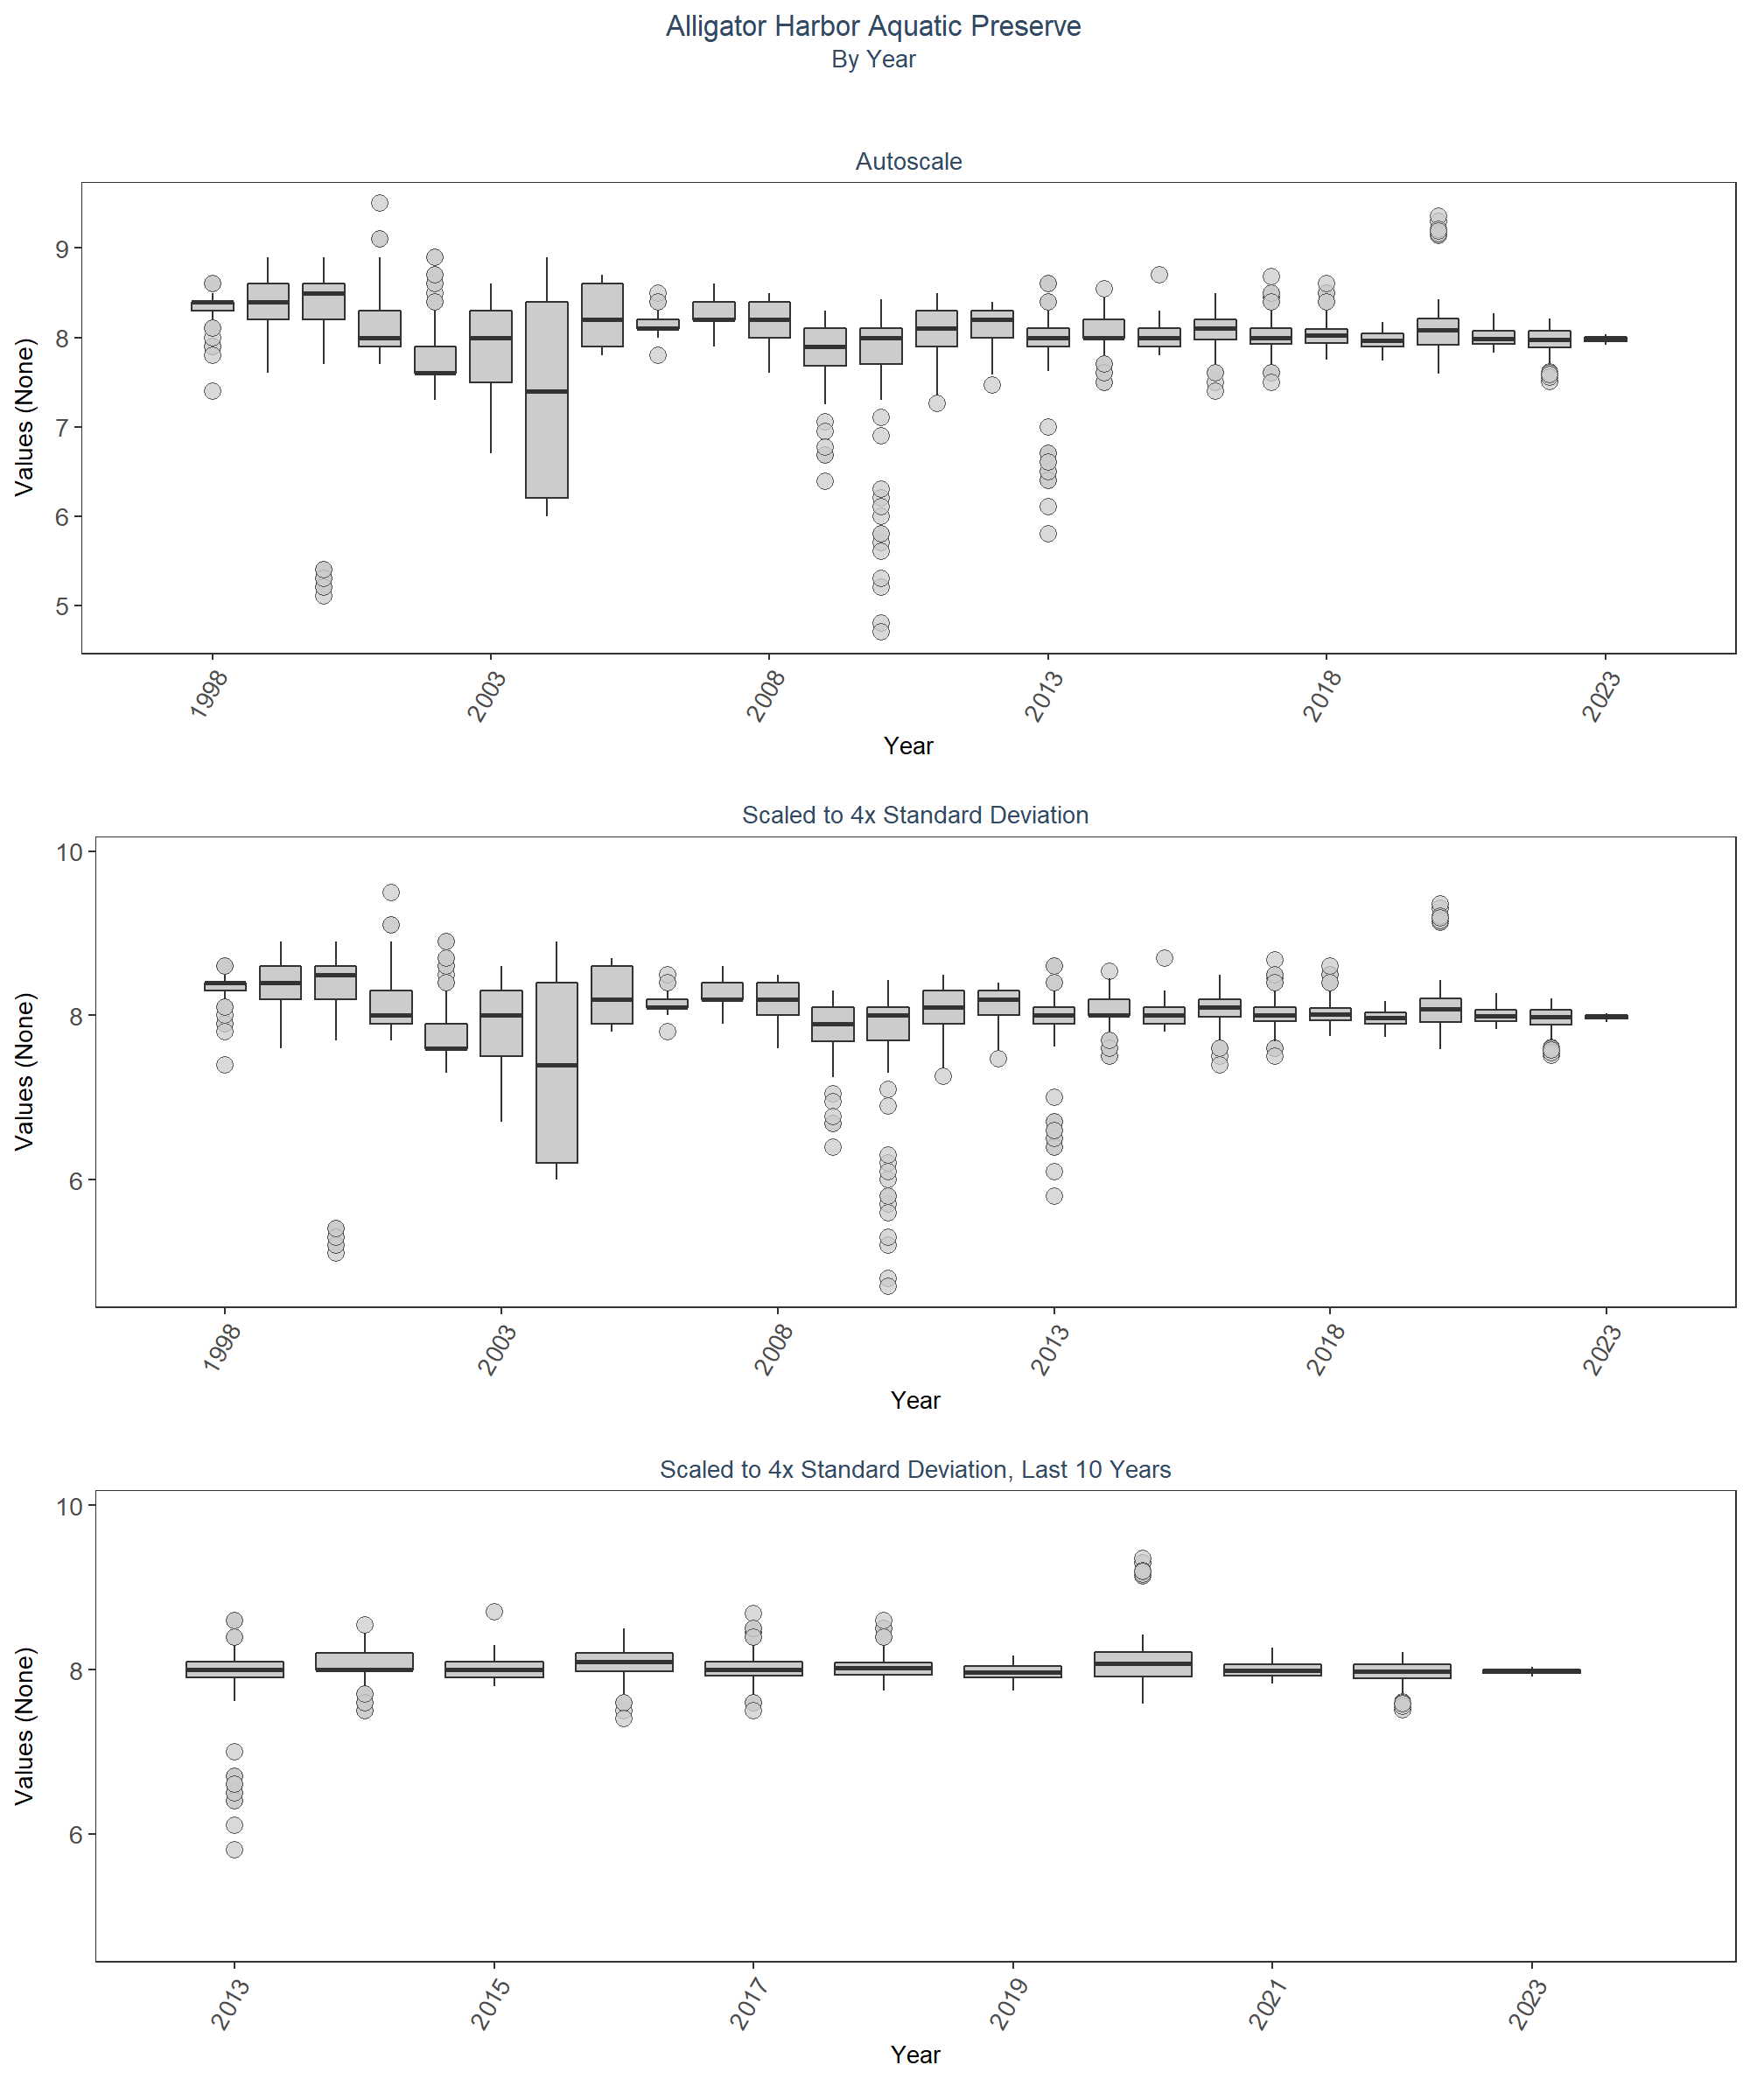 Alligator Harbor Aquatic Preserve
By Year
Autoscale
Values (None)
9
8
7
6
5
1998 2003 2008 2013 2018 2023
Year
Scaled to 4x Standard Deviation
Values (None)
10
8
6
1998 2003 2008 2013 2018 2023
Year
Scaled to 4x Standard Deviation, Last 10 Years
Values (None)
10
8
6
2013 2015 2017 2019 2021 2023
Year